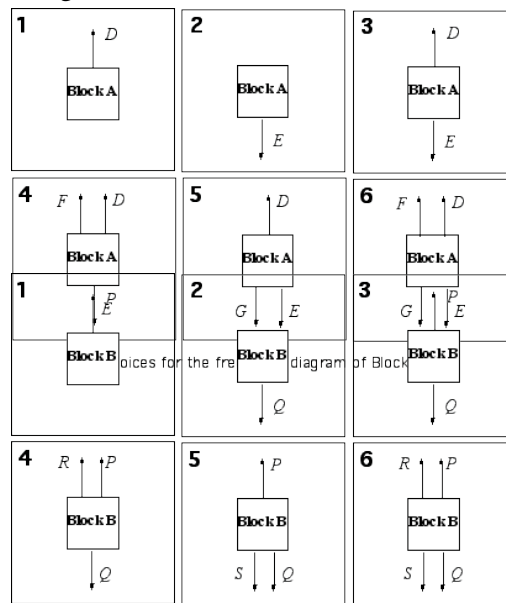 1 D 2 3 D
Block A Block A Block A
E E
4 F D 5 D 6 F D
Block A Block A Block A
1 P 2 3 P
E G E G E
Block B Block B Block B
oices for the fre diagram of Block
Q Q
4 R P 5 P 6 R P
Block B Block B Block B
Q S Q S Q